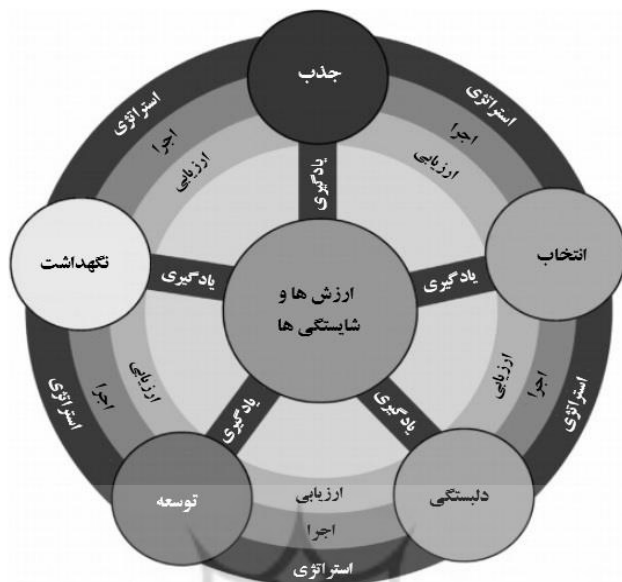 جذب
استراتژی
استراتژی
اجرا
اجرا
ارزیابی
ارزیابی
یادگیری
انتخاب
نگهداشت
یادگیری
یادگیری
ارزش ها و
شایستگی ها
ارزیابی
اجرا
استراتژی
ارزیابی
اجرا
استراتژی
یادگیری
یادگیری
دلبستگی
توسعه
ارزیابی
اجرا
استراتژی